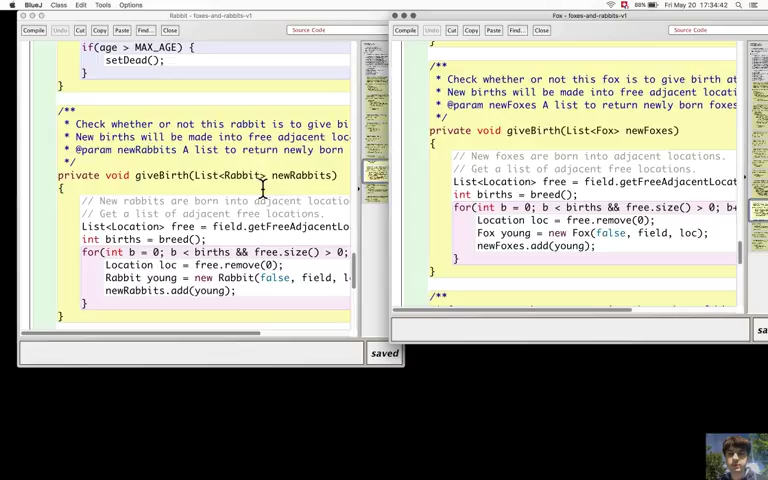 BlueJ Class Edit Tools Options
88% Fri May 20 17:34:42
Rabbit - foxes-and-rabbits-v1
Compile Undo Cut Copy Paste Find... Close
Source Code
if(age > MAX_AGE) {
setDead();
}
}
/**
* Check whether or not this rabbit is to give bi
* New births will be made into free adjacent loc
* @param newRabbits A list to return newly born
*/
private void giveBirth(List<Rabbit> newRabbits)
{
// New rabbits are born into adjacent locatio
// Get a list of adjacent free locations.
List<Location> free = field.getFreeAdjacentLo
int births = breed();
for(int b = 0; b < births && free.size() > 0;
Location loc = free.remove(0);
Rabbit young = new Rabbit(false, field, l
newRabbits.add(young);
}
}
saved
Fox - foxes-and-rabbits-v1
Compile Undo Cut Copy Paste Find... Close
Source Code
}
/**
* Check whether or not this fox is to give birth at
* New births will be made into free adjacent locati
* @param newFoxes A list to return newly born foxes
*/
private void giveBirth(List<Fox> newFoxes)
{
// New foxes are born into adjacent locations.
// Get a list of adjacent free locations.
List<Location> free = field.getFreeAdjacentLocat
int births = breed();
for(int b = 0; b < births && free.size() > 0; b+
Location loc = free.remove(0);
Fox young = new Fox(false, field, loc);
newFoxes.add(young);
}
}
/**
sa